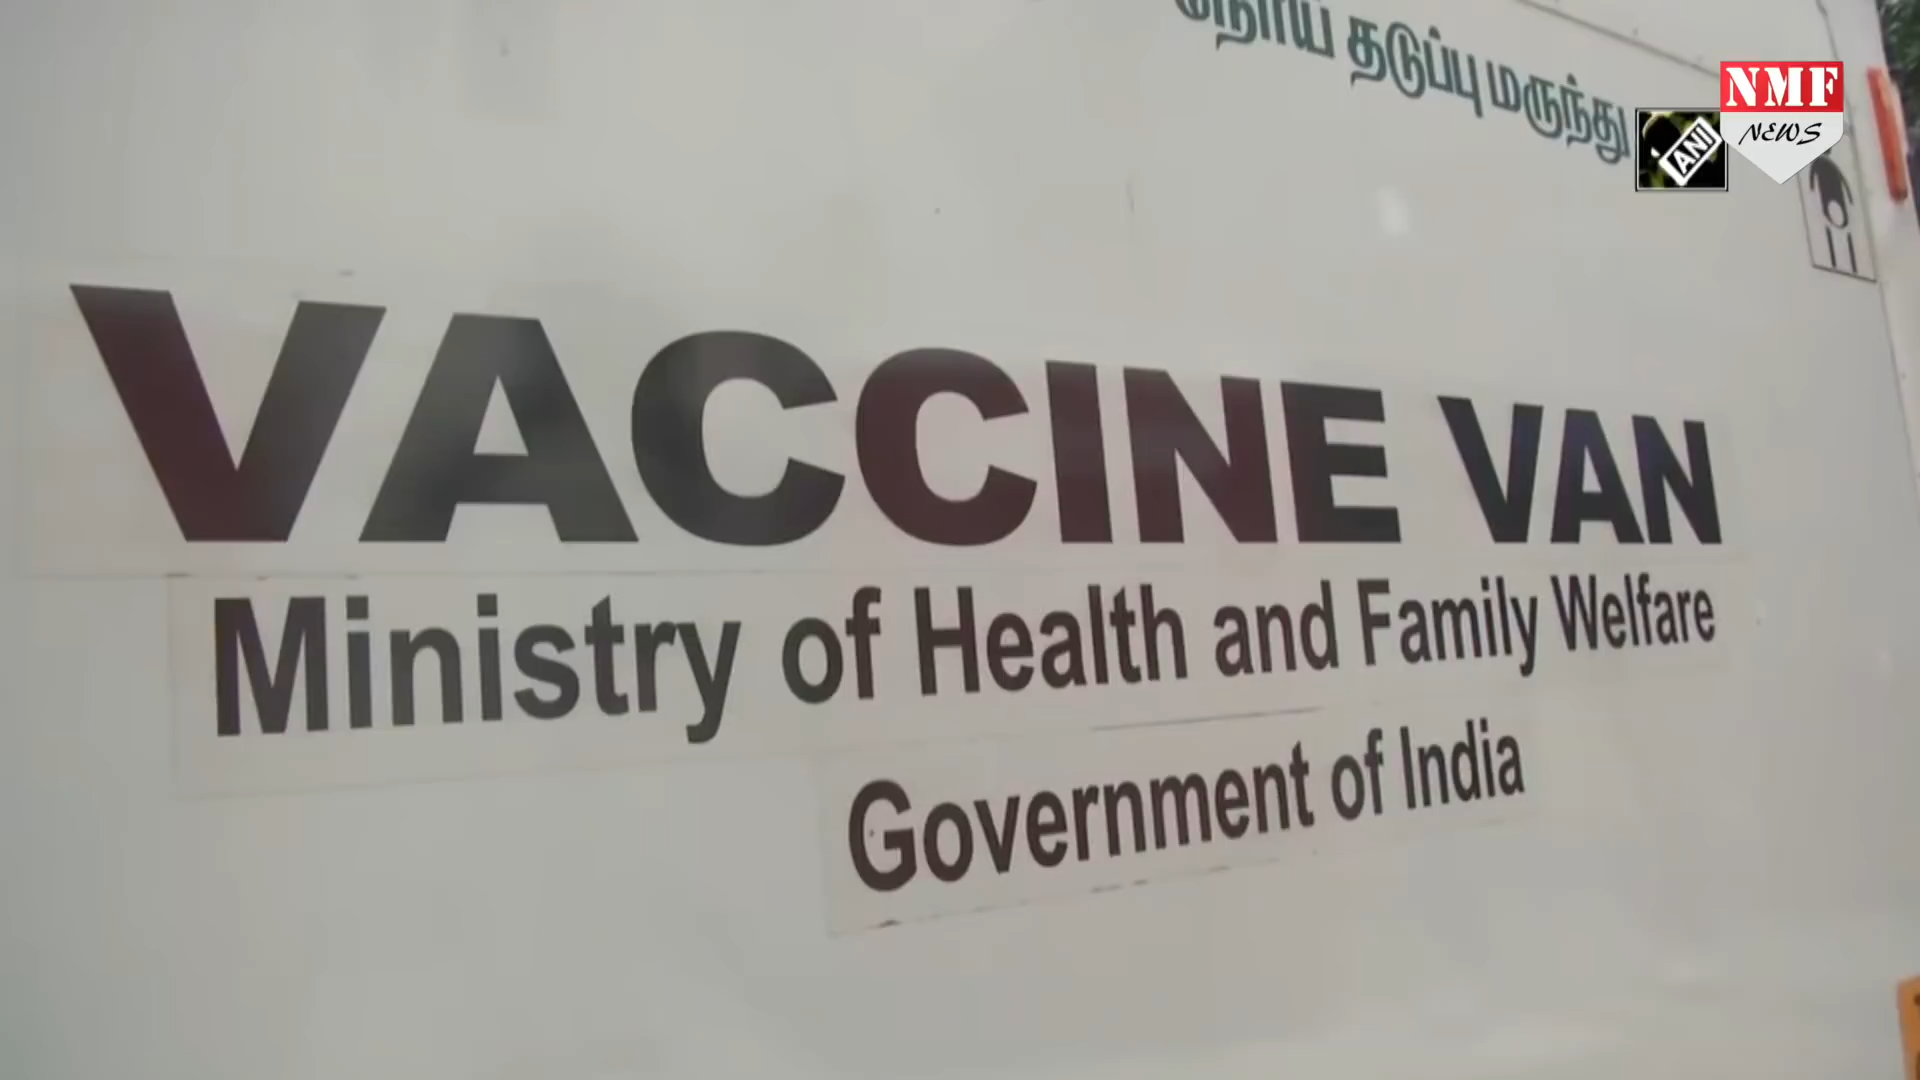 நோய் தடுப்பு மருந்து
NMF
NEWS
ANI
VACCINE VAN
Ministry of Health and Family Welfare
Government of India